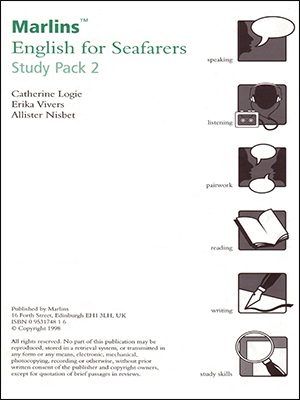 Marlins™
English for Seafarers
Study Pack 2
Catherine Logie
Erika Vivers
Allister Nisbet
speaking
listening
pairwork
reading
writing
study skills
Published by Marlins
16 Forth Street, Edinburgh EH1 3LH, UK
ISBN 0 9531748 1 6
© Copyright 1998
All rights reserved. No part of this publication may be
reproduced, stored in a retrieval system, or transmitted in
any form or any means, electronic, mechanical,
photocopying, recording or otherwise, without prior
written consent of the publisher and copyright owners,
except for quotation of brief passages in reviews.